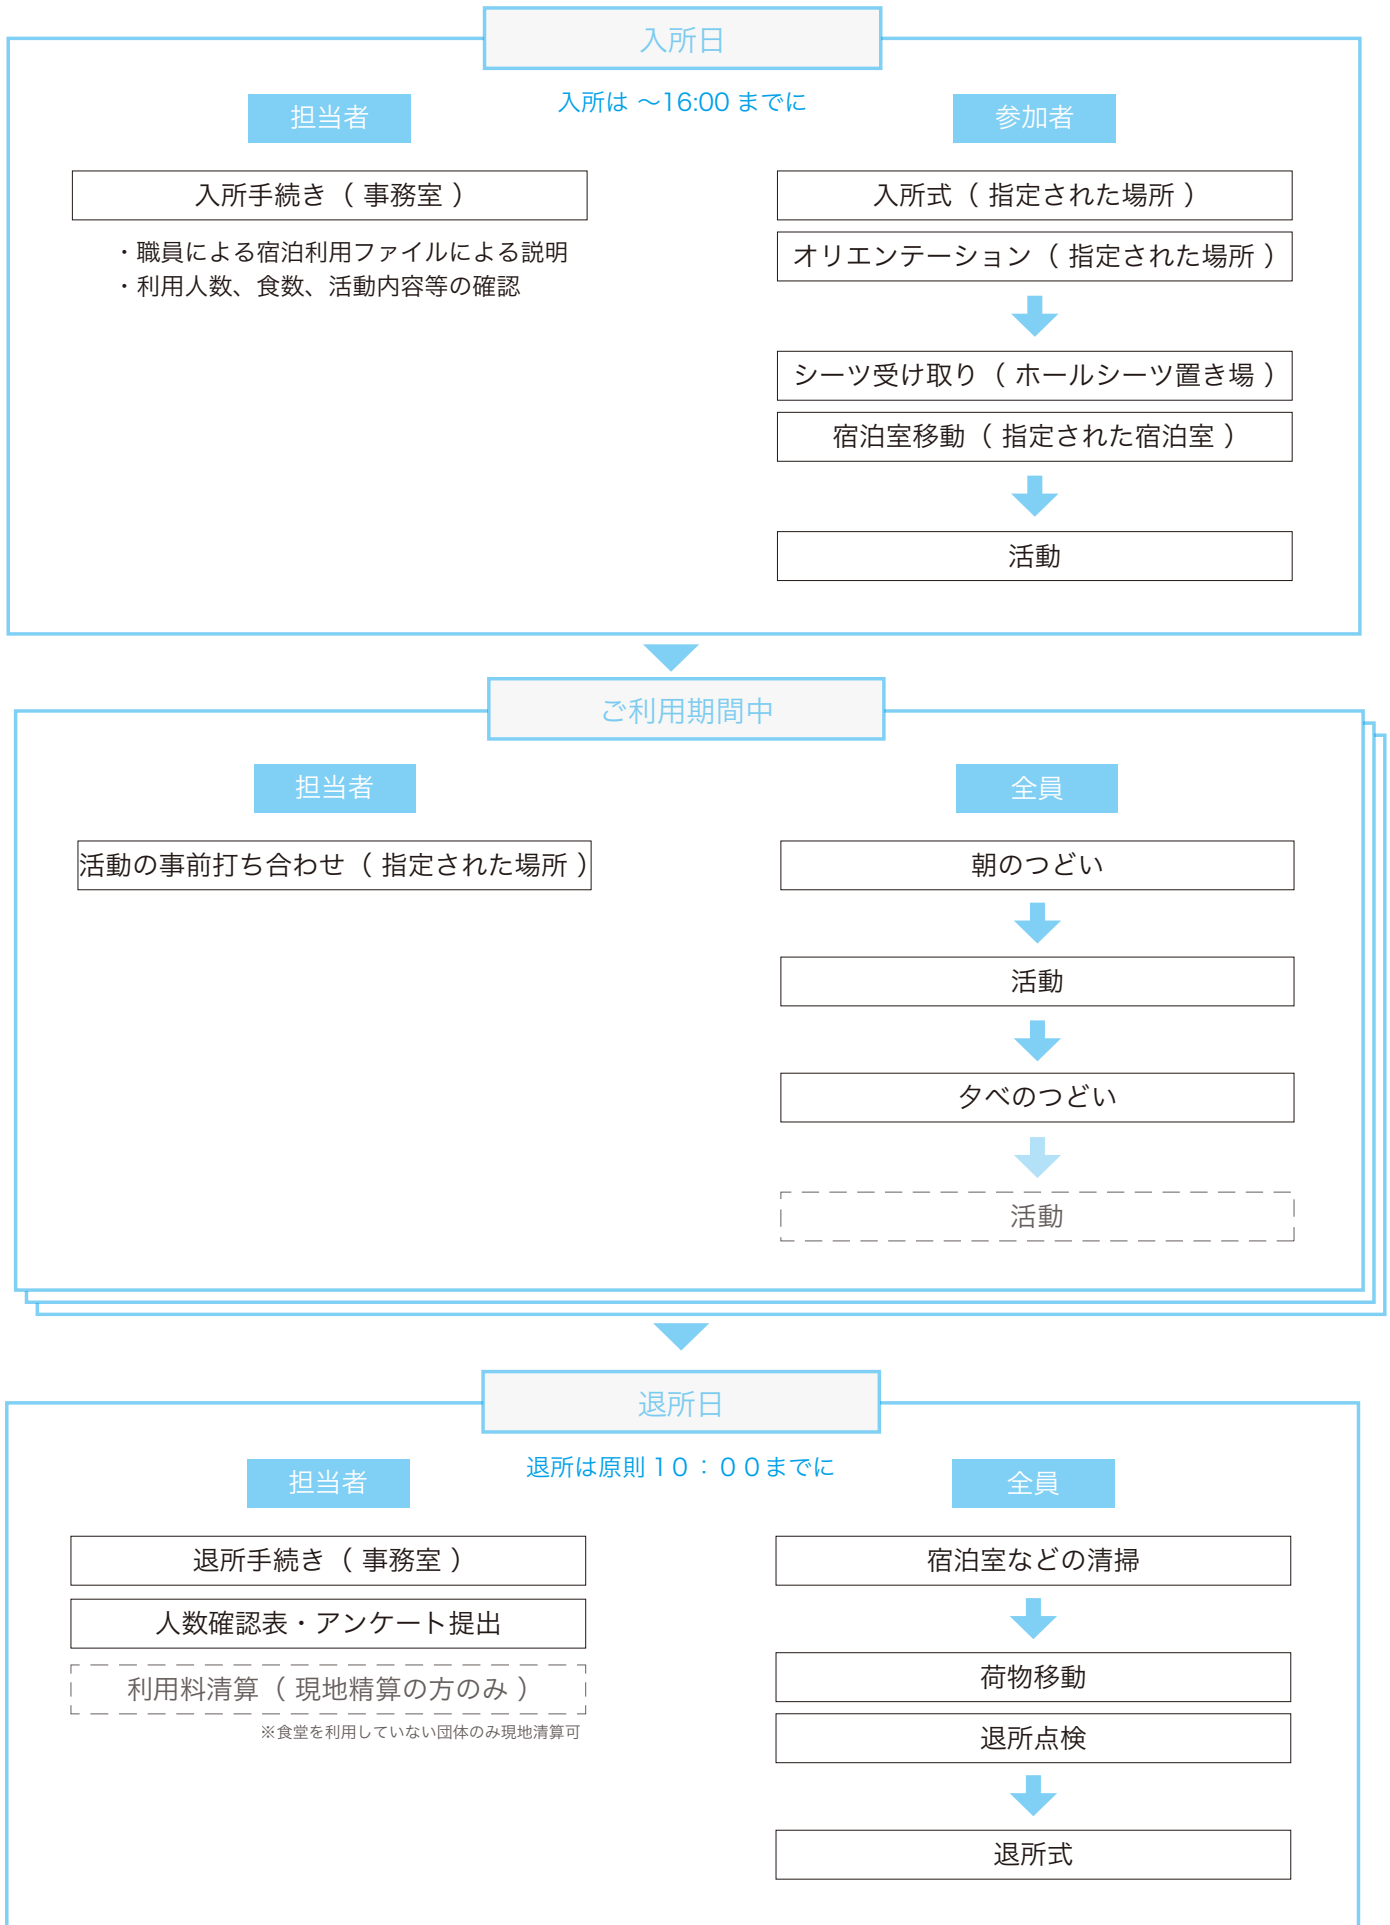 入所日
入所は ～16:00 までに
担当者
入所手続き（ 事務室 ）
・職員による宿泊利用ファイルによる説明
・利用人数、食数、活動内容等の確認
参加者
入所式（ 指定された場所 ）
オリエンテーション（ 指定された場所 ）
シーツ受け取り（ ホールシーツ置き場 ）
宿泊室移動（ 指定された宿泊室 ）
活動
ご利用期間中
担当者
活動の事前打ち合わせ（ 指定された場所 ）
全員
朝のつどい
活動
夕べのつどい
活動
退所日
退所は原則１０：００までに
担当者
退所手続き（ 事務室 ）
人数確認表・アンケート提出
利用料清算（ 現地精算の方のみ ）
※食堂を利用していない団体のみ現地清算可
全員
宿泊室などの清掃
荷物移動
退所点検
退所式